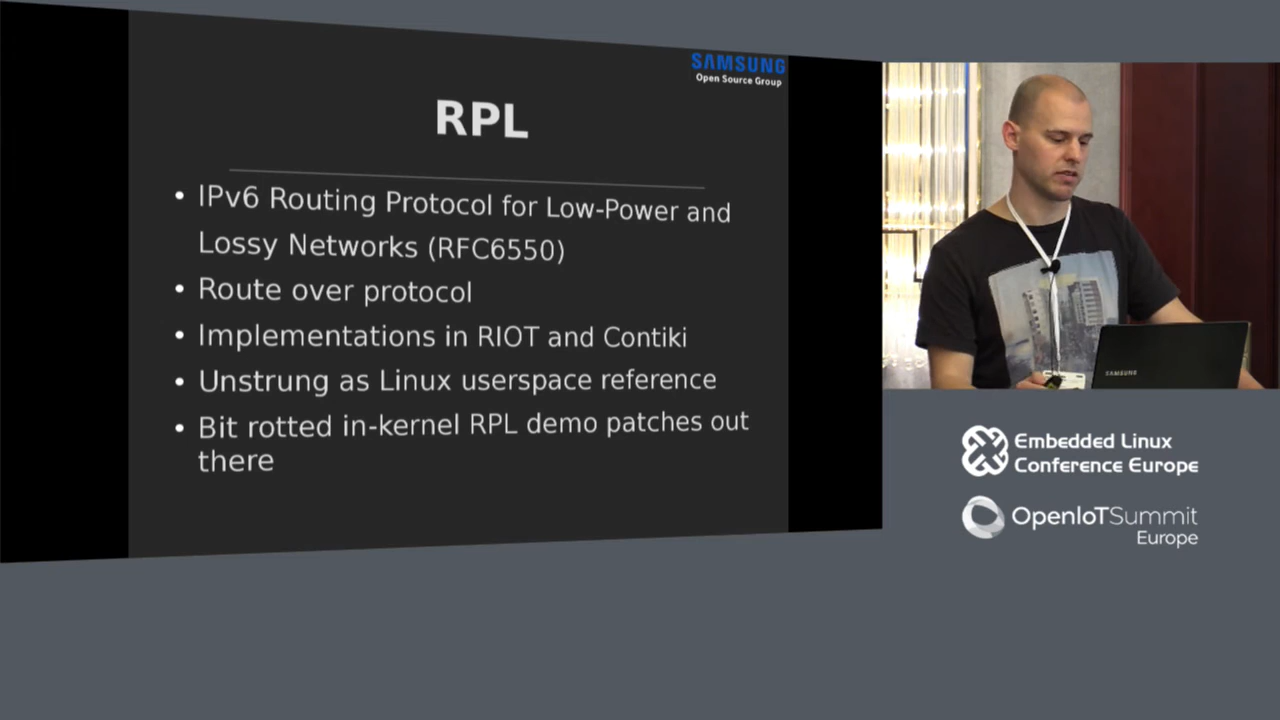 SAMSUNG
Open Source Group
RPL
• IPv6 Routing Protocol for Low-Power and
Lossy Networks (RFC6550)
• Route over protocol
• Implementations in RIOT and Contiki
• Unstrung as Linux userspace reference
• Bit rotted in-kernel RPL demo patches out
there
SAMSUNG
Embedded Linux
Conference Europe
OpenIoTSummit
Europe